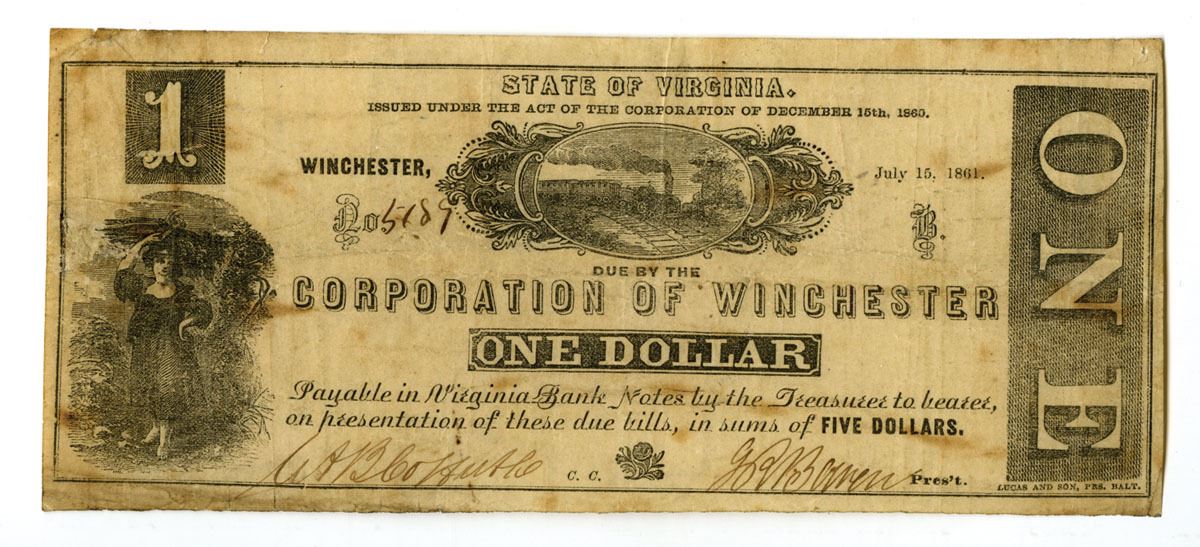 1
STATE OF VIRGINIA.
ISSUED UNDER THE ACT OF THE CORPORATION OF DECEMBER 15th, 1860.
WINCHESTER,
July 15, 1861.
No 5189
B.
DUE BY THE
CORPORATION OF WINCHESTER
ONE DOLLAR
Payable in Virginia Bank Notes by the Treasurer to bearer,
on presentation of these due bills, in sums of FIVE DOLLARS.
C. C.
Pres't.
LUCAS AND SON, PRS. BALT.
ONE